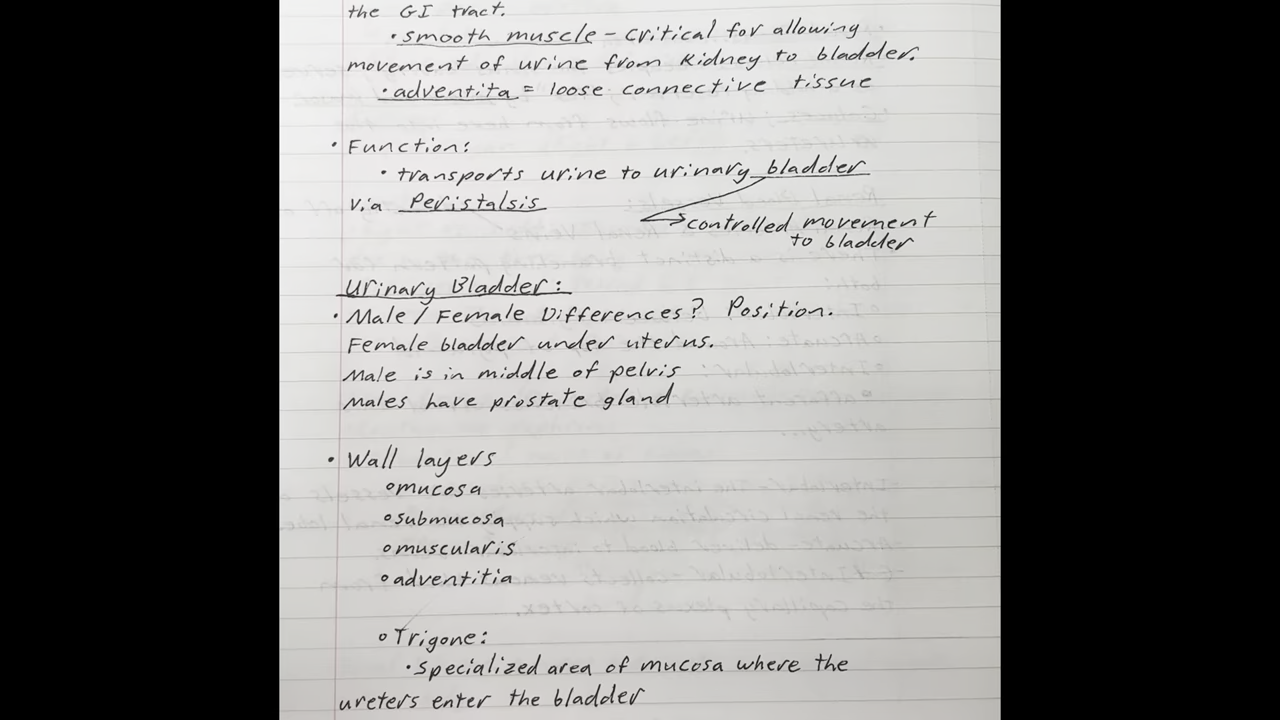 the GI tract.
• smooth muscle - critical for allowing
movement of urine from kidney to bladder.
• adventita = loose connective tissue
• Function:
• transports urine to urinary bladder
via Peristalsis
controlled movement
to bladder
Urinary Bladder:
• Male / Female Differences? Position.
Female bladder under uterus.
Male is in middle of pelvis
Males have prostate gland
• Wall layers
o mucosa
o submucosa
o muscularis
o adventitia
o Trigone:
• specialized area of mucosa where the
ureters enter the bladder